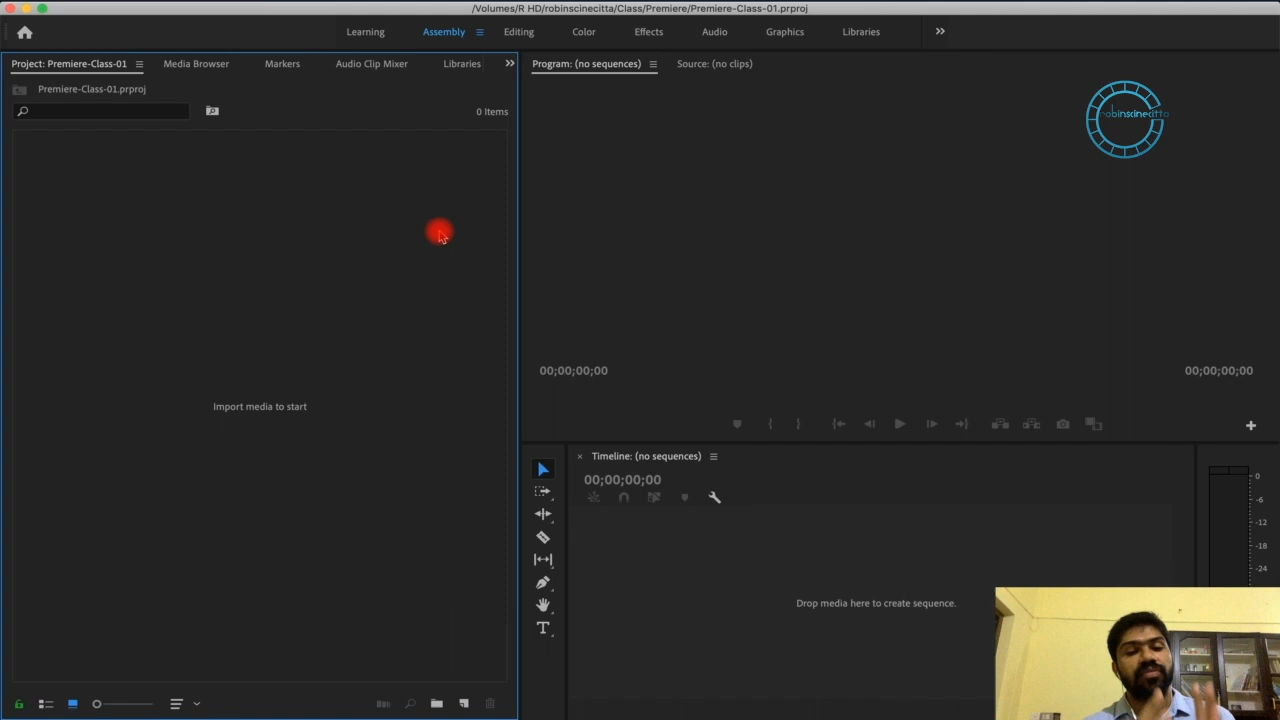 /Volumes/R HD/robinscinecitta/Class/Premiere/Premiere-Class-01.prproj
Learning Assembly Editing Color Effects Audio Graphics Libraries
Project: Premiere-Class-01 Media Browser Markers Audio Clip Mixer Libraries
Program: (no sequences) Source: (no clips)
Premiere-Class-01.prproj
0 Items
robinscinecitta
Import media to start
00;00;00;00 00;00;00;00
Timeline: (no sequences)
00;00;00;00
0
-6
-12
-18
-24
Drop media here to create sequence.